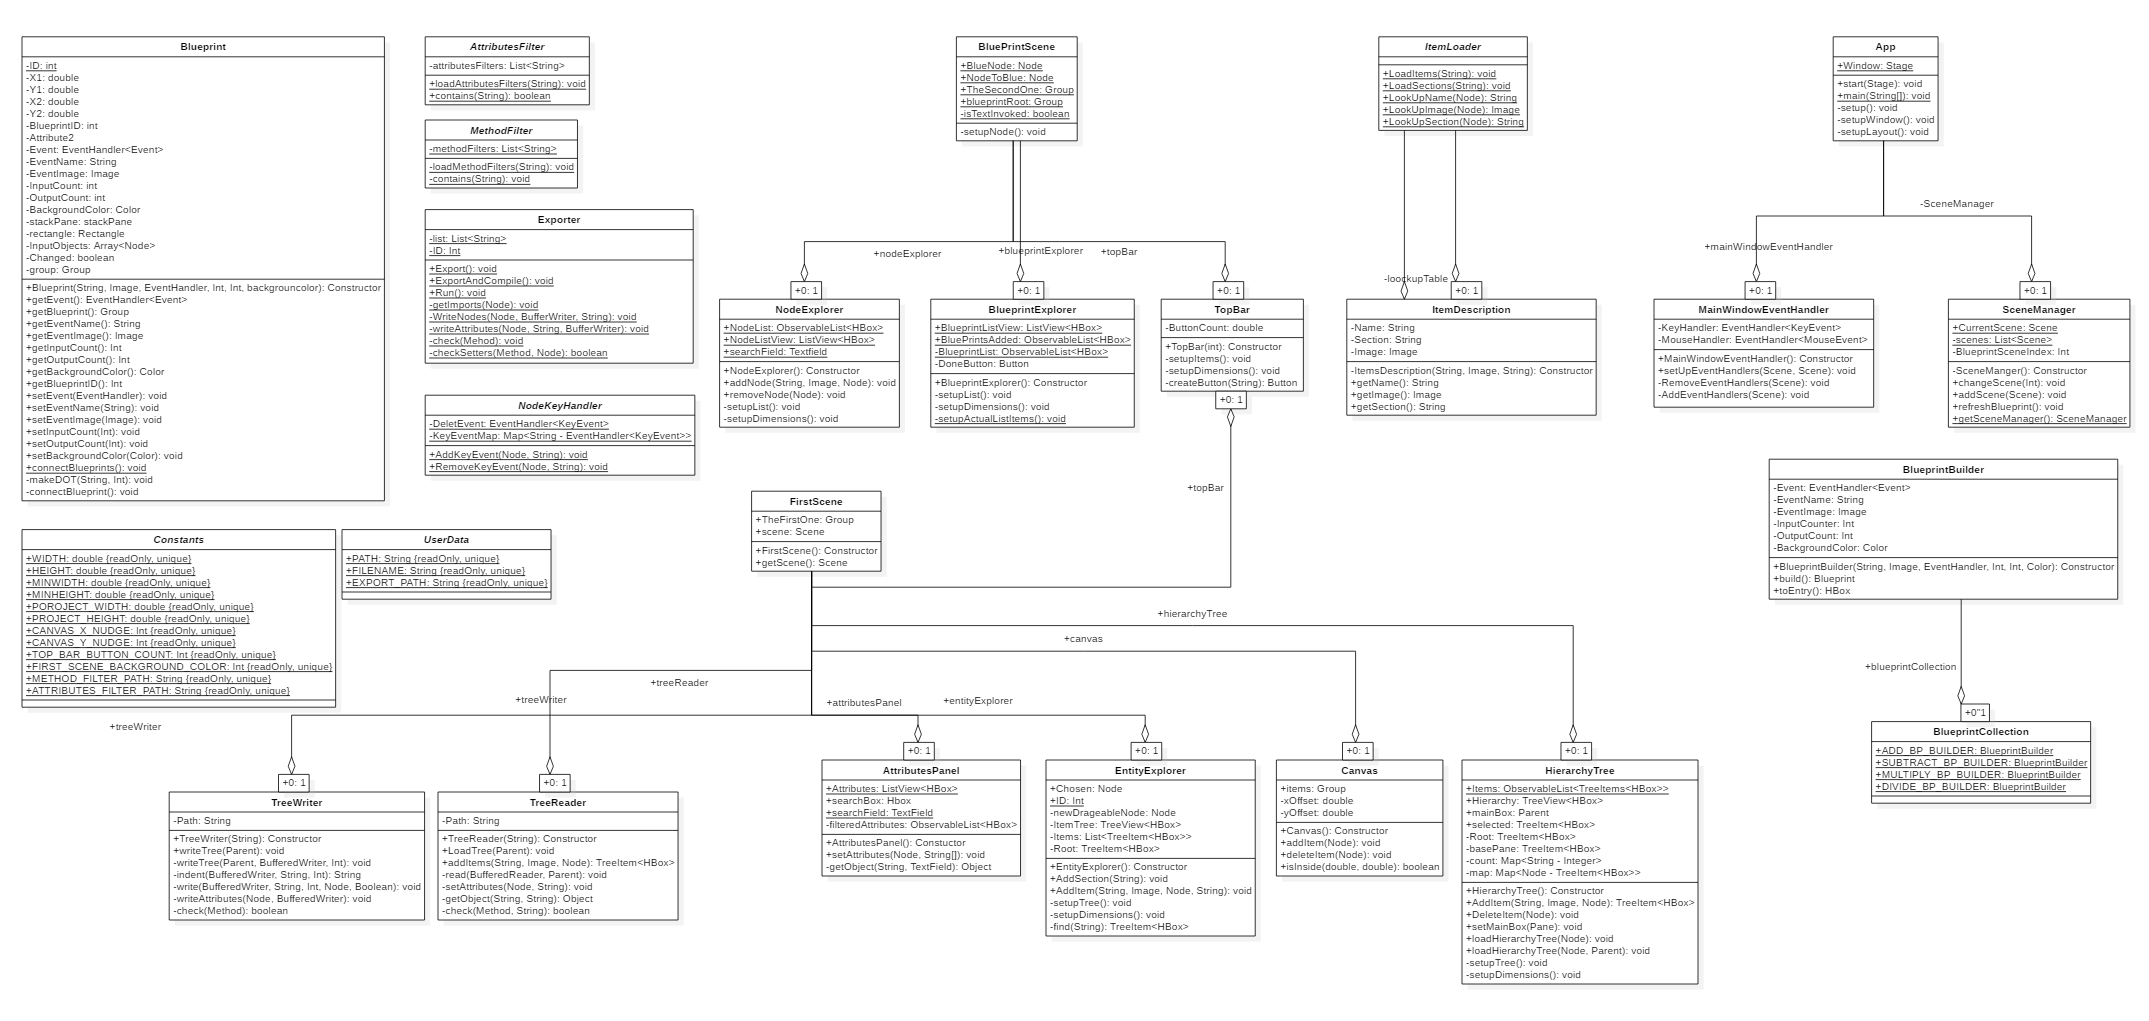 Blueprint
-ID: int
-X1: double
-Y1: double
-X2: double
-Y2: double
-BlueprintID: int
-Attribute2
-Event: EventHandler<Event>
-EventName: String
-EventImage: Image
-InputCount: int
-OutputCount: int
-BackgroundColor: Color
-stackPane: stackPane
-rectangle: Rectangle
-InputObjects: Array<Node>
-Changed: boolean
-group: Group
+Blueprint(String, Image, EventHandler, Int, Int, backgrouncolor): Constructor
+getEvent(): EventHandler<Event>
+getBlueprint(): Group
+getEventName(): String
+getEventImage(): Image
+getInputCount(): Int
+getOutputCount(): Int
+getBackgroundColor(): Color
+getBlueprintID(): Int
+setEvent(EventHandler): void
+setEventName(String): void
+setEventImage(Image): void
+setInputCount(Int): void
+setOutputCount(Int): void
+setBackgroundColor(Color): void
+connectBlueprints(): void
-makeDOT(String, Int): void
-connectBlueprint(): void
AttributesFilter
-attributesFilters: List<String>
+loadAttributesFilters(String): void
+contains(String): boolean
MethodFilter
-methodFilters: List<String>
-loadMethodFilters(String): void
-contains(String): void
Exporter
-list: List<String>
-ID: Int
+Export(): void
+ExportAndCompile(): void
+Run(): void
-getImports(Node): void
-WriteNodes(Node, BufferWriter, String): void
-writeAttributes(Node, String, BufferWriter): void
-check(Mehod): void
-checkSetters(Method, Node): boolean
NodeKeyHandler
-DeletEvent: EventHandler<KeyEvent>
-KeyEventMap: Map<String - EventHandler<KeyEvent>>
+AddKeyEvent(Node, String): void
+RemoveKeyEvent(Node, String): void
BluePrintScene
+BlueNode: Node
+NodeToBlue: Node
+TheSecondOne: Group
+blueprintRoot: Group
-isTextInvoked: boolean
-setupNode(): void
+nodeExplorer
+blueprintExplorer
+topBar
+0: 1
+0: 1
+0: 1
NodeExplorer
+NodeList: ObservableList<HBox>
+NodeListView: ListView<HBox>
+searchField: Textfield
+NodeExplorer(): Constructor
+addNode(String, Image, Node): void
+removeNode(Node): void
-setupList(): void
-setupDimensions(): void
BlueprintExplorer
+BlueprintListView: ListView<HBox>
+BluePrintsAdded: ObservableList<HBox>
-BlueprintList: ObservableList<HBox>
-DoneButton: Button
+BlueprintExplorer(): Constructor
-setupList(): void
-setupDimensions(): void
-setupActualListItems(): void
TopBar
-ButtonCount: double
+TopBar(int): Constructor
-setupItems(): void
-setupDimensions(): void
-createButton(String): Button
+0: 1
+topBar
ItemLoader
+LoadItems(String): void
+LoadSections(String): void
+LookUpName(Node): String
+LookUpImage(Node): Image
+LookUpSection(Node): String
-loockupTable
+0: 1
ItemDescription
-Name: String
-Section: String
-Image: Image
-ItemsDescription(String, Image, String): Constructor
+getName(): String
+getImage(): Image
+getSection(): String
App
+Window: Stage
+start(Stage): void
+main(String[]): void
-setup(): void
-setupWindow(): void
-setupLayout(): void
-SceneManager
+mainWindowEventHandler
+0: 1
+0: 1
MainWindowEventHandler
-KeyHandler: EventHandler<KeyEvent>
-MouseHandler: EventHandler<MouseEvent>
+MainWindowEventHandler(): Constructor
+setUpEventHandlers(Scene, Scene): void
-RemoveEventHandlers(Scene): void
-AddEventHandlers(Scene): void
SceneManager
+CurrentScene: Scene
-scenes: List<Scene>
-BlueprintSceneIndex: Int
-SceneManger(): Constructor
+changeScene(Int): void
+addScene(Scene): void
+refreshBlueprint(): void
+getSceneManager(): SceneManager
BlueprintBuilder
-Event: EventHandler<Event>
-EventName: String
-EventImage: Image
-InputCounter: Int
-OutputCount: Int
-BackgroundColor: Color
+BlueprintBuilder(String, Image, EventHandler, Int, Int, Color): Constructor
+build(): Blueprint
+toEntry(): HBox
+blueprintCollection
+0"1
BlueprintCollection
+ADD_BP_BUILDER: BlueprintBuilder
+SUBTRACT_BP_BUILDER: BlueprintBuilder
+MULTIPLY_BP_BUILDER: BlueprintBuilder
+DIVIDE_BP_BUILDER: BlueprintBuilder
Constants
+WIDTH: double {readOnly, unique}
+HEIGHT: double {readOnly, unique}
+MINWIDTH: double {readOnly, unique}
+MINHEIGHT: double {readOnly, unique}
+POROJECT_WIDTH: double {readOnly, unique}
+PROJECT_HEIGHT: double {readOnly, unique}
+CANVAS_X_NUDGE: Int {readOnly, unique}
+CANVAS_Y_NUDGE: Int {readOnly, unique}
+TOP_BAR_BUTTON_COUNT: Int {readOnly, unique}
+FIRST_SCENE_BACKGROUND_COLOR: Int {readOnly, unique}
+METHOD_FILTER_PATH: String {readOnly, unique}
+ATTRIBUTES_FILTER_PATH: String {readOnly, unique}
UserData
+PATH: String {readOnly, unique}
+FILENAME: String {readOnly, unique}
+EXPORT_PATH: String {readOnly, unique}
FirstScene
+TheFirstOne: Group
+scene: Scene
+FirstScene(): Constructor
+getScene(): Scene
+hierarchyTree
+canvas
+treeReader
+treeWriter
+attributesPanel
+entityExplorer
+treeWriter
+0: 1
+0: 1
+0: 1
+0: 1
+0: 1
+0: 1
TreeWriter
-Path: String
+TreeWriter(String): Constructor
+writeTree(Parent): void
-writeTree(Parent, BufferedWriter, Int): void
-indent(BufferedWriter, String, Int): String
-write(BufferedWriter, String, Int, Node, Boolean): void
-writeAttributes(Node, BufferedWriter): void
-check(Method): boolean
TreeReader
-Path: String
+TreeReader(String): Constructor
+LoadTree(Parent): void
+addItems(String, Image, Node): TreeItem<HBox>
-read(BufferedReader, Parent): void
-setAttributes(Node, String): void
-getObject(String, String): Object
-check(Method, String): boolean
AttributesPanel
+Attributes: ListView<HBox>
+searchBox: Hbox
+searchField: TextField
-filteredAttributes: ObservableList<HBox>
+AttributesPanel(): Constuctor
+setAttributes(Node, String[]): void
-getObject(String, TextField): Object
EntityExplorer
+Chosen: Node
+ID: Int
-newDrageableNode: Node
-ItemTree: TreeView<HBox>
-Items: List<TreeItem<HBox>>
-Root: TreeItem<HBox>
+EntityExplorer(): Constructor
+AddSection(String): void
+AddItem(String, Image, Node, String): void
-setupTree(): void
-setupDimensions(): void
-find(String): TreeItem<HBox>
Canvas
+items: Group
-xOffset: double
-yOffset: double
+Canvas(): Constructor
+addItem(Node): void
+deleteItem(Node): void
+isInside(double, double): boolean
HierarchyTree
+Items: ObservableList<TreeItems<HBox>>
+Hierarchy: TreeView<HBox>
+mainBox: Parent
+selected: TreeItem<HBox>
-Root: TreeItem<HBox>
-basePane: TreeItem<HBox>
-count: Map<String - Integer>
-map: Map<Node - TreeItem<HBox>>
+HierarchyTree(): Constructor
+AddItem(String, Image, Node): TreeItem<HBox>
+DeleteItem(Node): void
+setMainBox(Pane): void
+loadHierarchyTree(Node): void
+loadHierarchyTree(Node, Parent): void
-setupTree(): void
-setupDimensions(): void